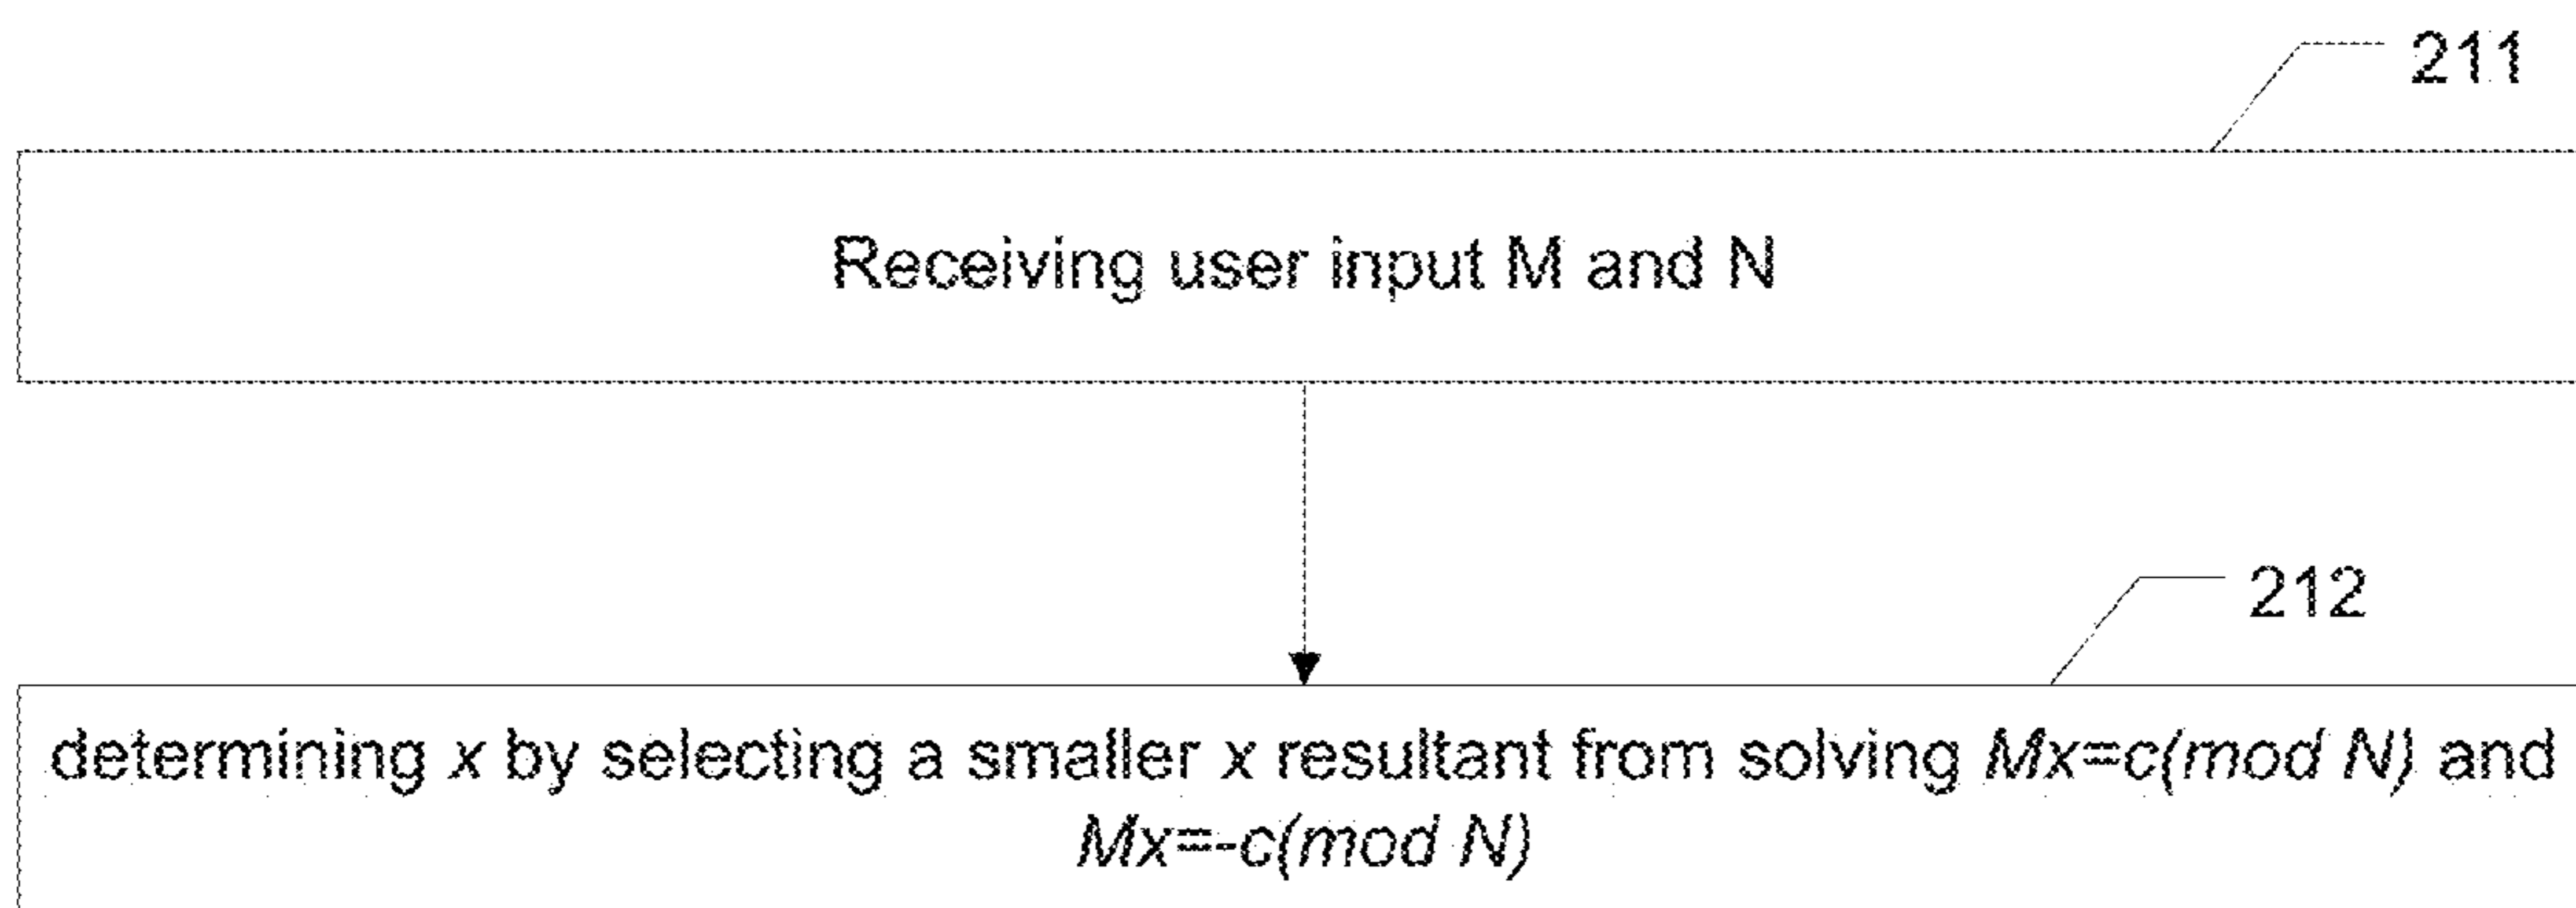 211
Receiving user input M and N
212
determining x by selecting a smaller x resultant from solving Mx=c(mod N) and
Mx=-c(mod N)